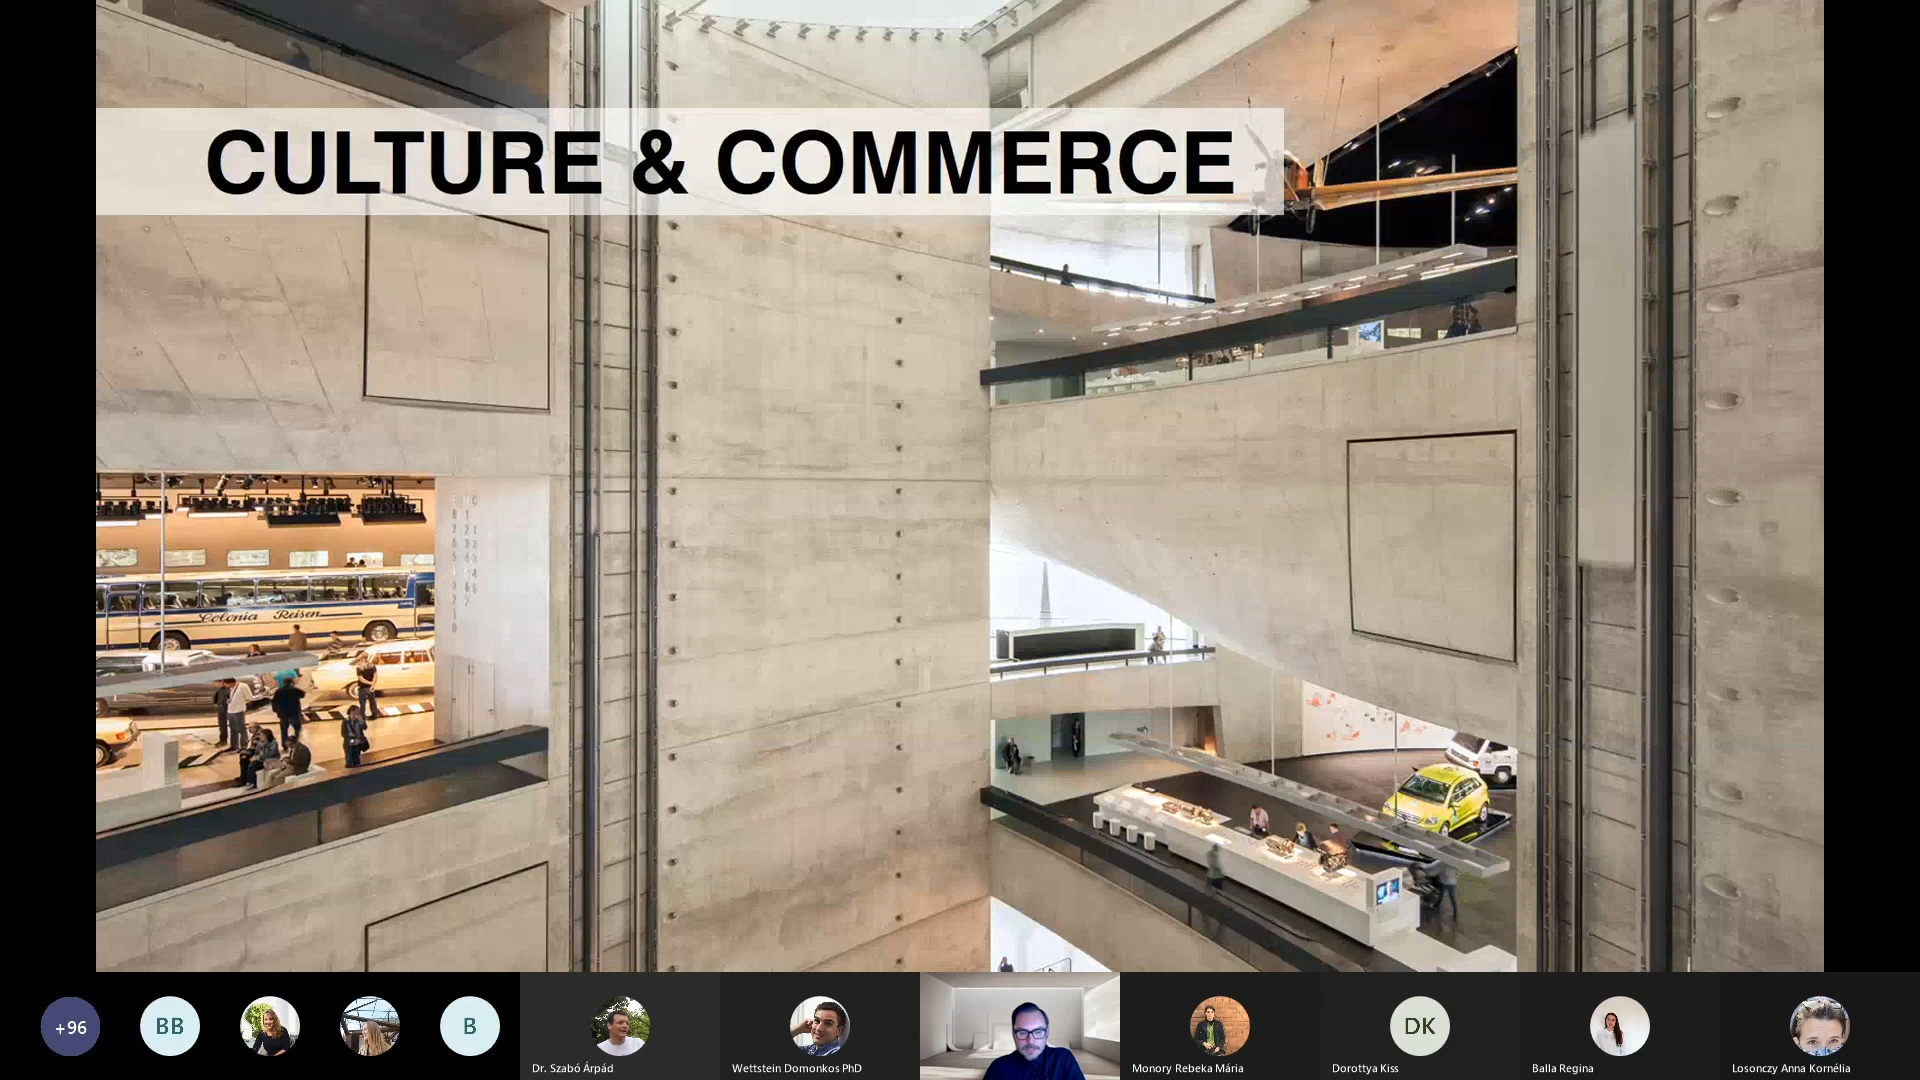 CULTURE & COMMERCE
Colonia Reisen
+96
BB
B
DK
Dr. Szabó Árpád
Wettstein Domonkos PhD
Monory Rebeka Mária
Dorottya Kiss
Balla Regina
Losonczy Anna Kornélia